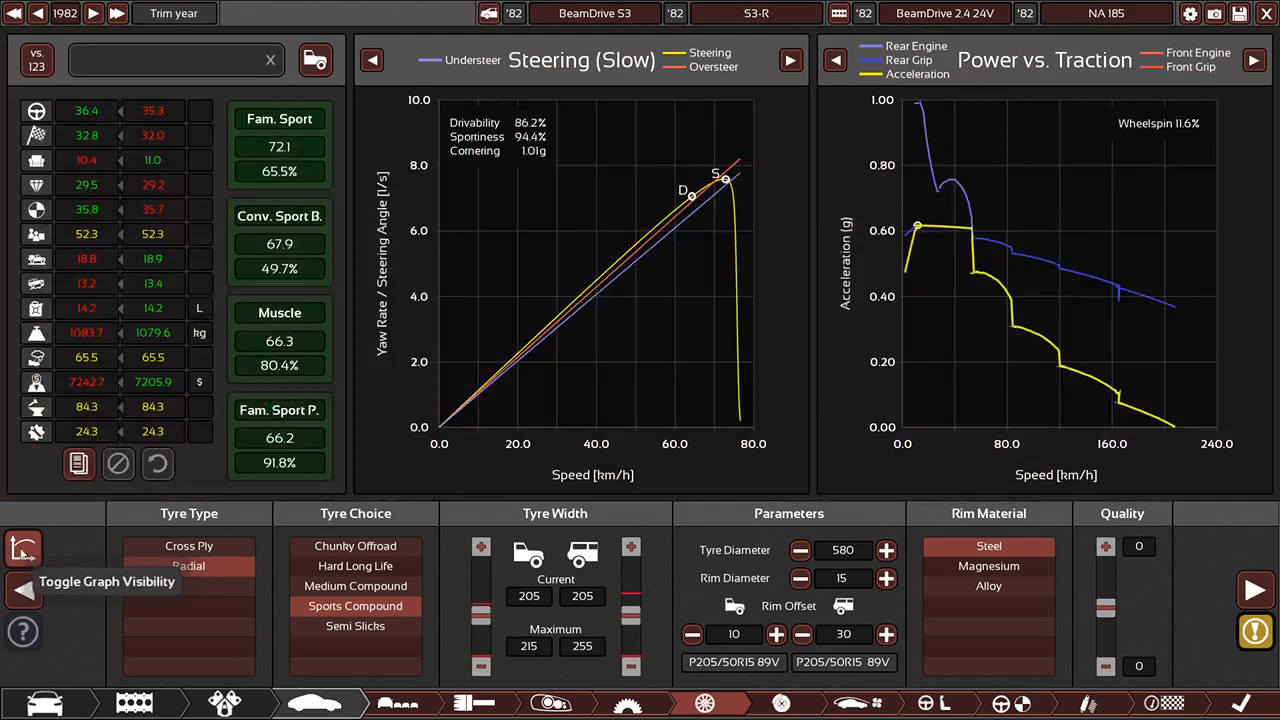 1982
Trim year
'82
BeamDrive S3
'82
S3-R
BeamDrive 2.4 24V
'82
NA 185
vs.
123
X
36.4 35.3
32.8 32.0
10.4 11.0
29.5 29.2
35.8 35.7
52.3 52.3
18.8 18.9
13.2 13.4
14.2 14.2 L
1083.7 1079.6 kg
65.5 65.5
7242.7 7205.9 $
84.3 84.3
24.3 24.3
Fam. Sport
72.1
65.5%
Conv. Sport B.
67.9
49.7%
Muscle
66.3
80.4%
Fam. Sport P.
66.2
91.8%
Understeer
Steering (Slow)
Steering
Oversteer
Drivability 86.2%
Sportiness 94.4%
Cornering 1.01g
D
S
Yaw Rate / Steering Angle [1/s]
10.0
8.0
6.0
4.0
2.0
0.0 20.0 40.0 60.0 80.0
Speed [km/h]
Rear Engine
Rear Grip
Acceleration
Power vs. Traction
Front Engine
Front Grip
Wheelspin 11.6%
Acceleration (g)
1.00
0.80
0.60
0.40
0.20
0.00
0.0 80.0 160.0 240.0
Speed [km/h]
Toggle Graph Visibility
?
Tyre Type
Cross Ply
Radial
Tyre Choice
Chunky Offroad
Hard Long Life
Medium Compound
Sports Compound
Semi Slicks
Tyre Width
Current
205 205
Maximum
215 255
Parameters
Tyre Diameter 580
Rim Diameter 15
Rim Offset
10 30
P205/50R15 89V P205/50R15 89V
Rim Material
Steel
Magnesium
Alloy
Quality
0
0